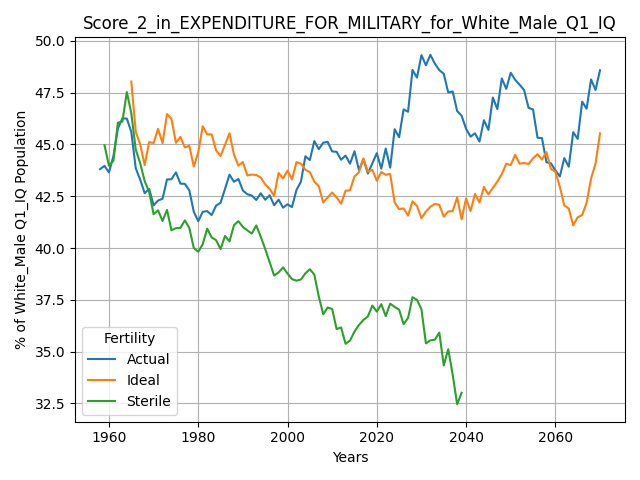 Score_2_in_EXPENDITURE_FOR_MILITARY_for_White_Male_Q1_IQ
% of White_Male Q1_IQ Population
50.0
47.5
45.0
42.5
40.0
37.5
35.0
32.5
Fertility
Actual
Ideal
Sterile
1960
1980
2000
2020
2040
2060
Years